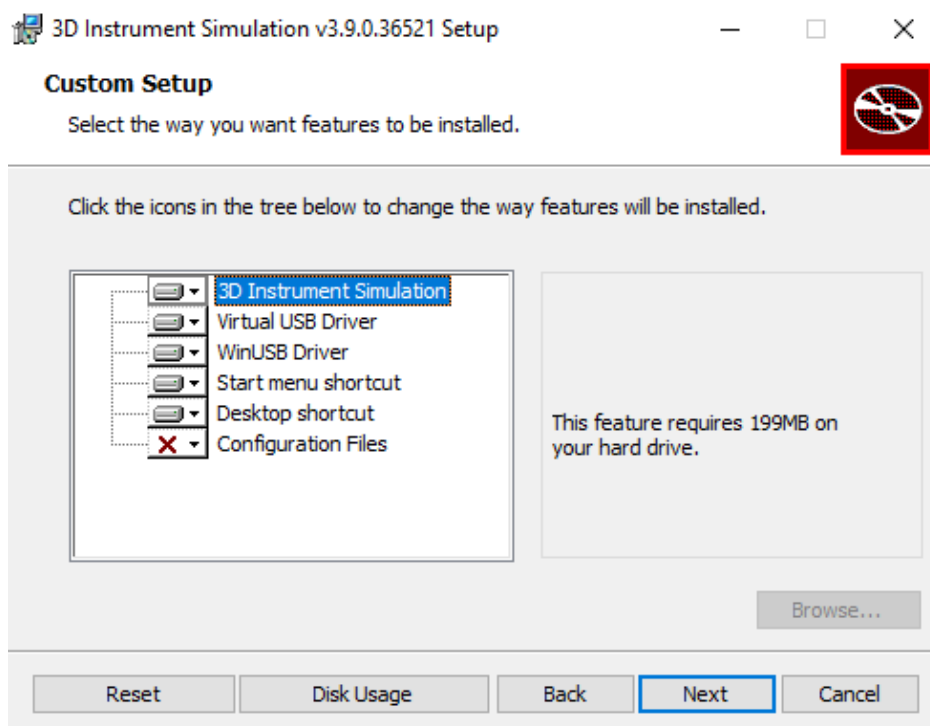 3D Instrument Simulation v3.9.0.36521 Setup
Custom Setup
Select the way you want features to be installed.
Click the icons in the tree below to change the way features will be installed.
3D Instrument Simulation
Virtual USB Driver
WinUSB Driver
Start menu shortcut
Desktop shortcut
Configuration Files
This feature requires 199MB on
your hard drive.
Browse...
Reset Disk Usage Back Next Cancel